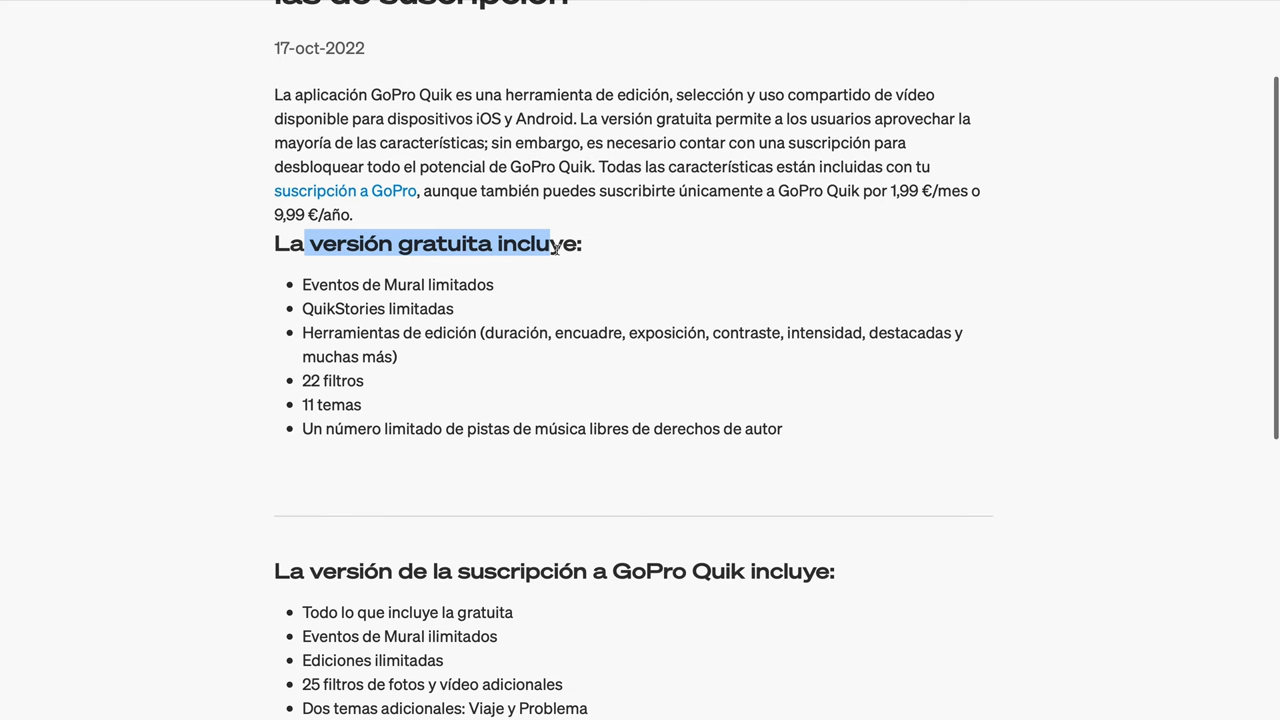 las de suscripción
17-oct-2022
La aplicación GoPro Quik es una herramienta de edición, selección y uso compartido de vídeo
disponible para dispositivos iOS y Android. La versión gratuita permite a los usuarios aprovechar la
mayoría de las características; sin embargo, es necesario contar con una suscripción para
desbloquear todo el potencial de GoPro Quik. Todas las características están incluidas con tu
suscripción a GoPro, aunque también puedes suscribirte únicamente a GoPro Quik por 1,99 €/mes o
9,99 €/año.
La versión gratuita incluye:
• Eventos de Mural limitados
• QuikStories limitadas
• Herramientas de edición (duración, encuadre, exposición, contraste, intensidad, destacadas y
muchas más)
• 22 filtros
• 11 temas
• Un número limitado de pistas de música libres de derechos de autor
La versión de la suscripción a GoPro Quik incluye:
• Todo lo que incluye la gratuita
• Eventos de Mural ilimitados
• Ediciones ilimitadas
• 25 filtros de fotos y vídeo adicionales
• Dos temas adicionales: Viaje y Problema